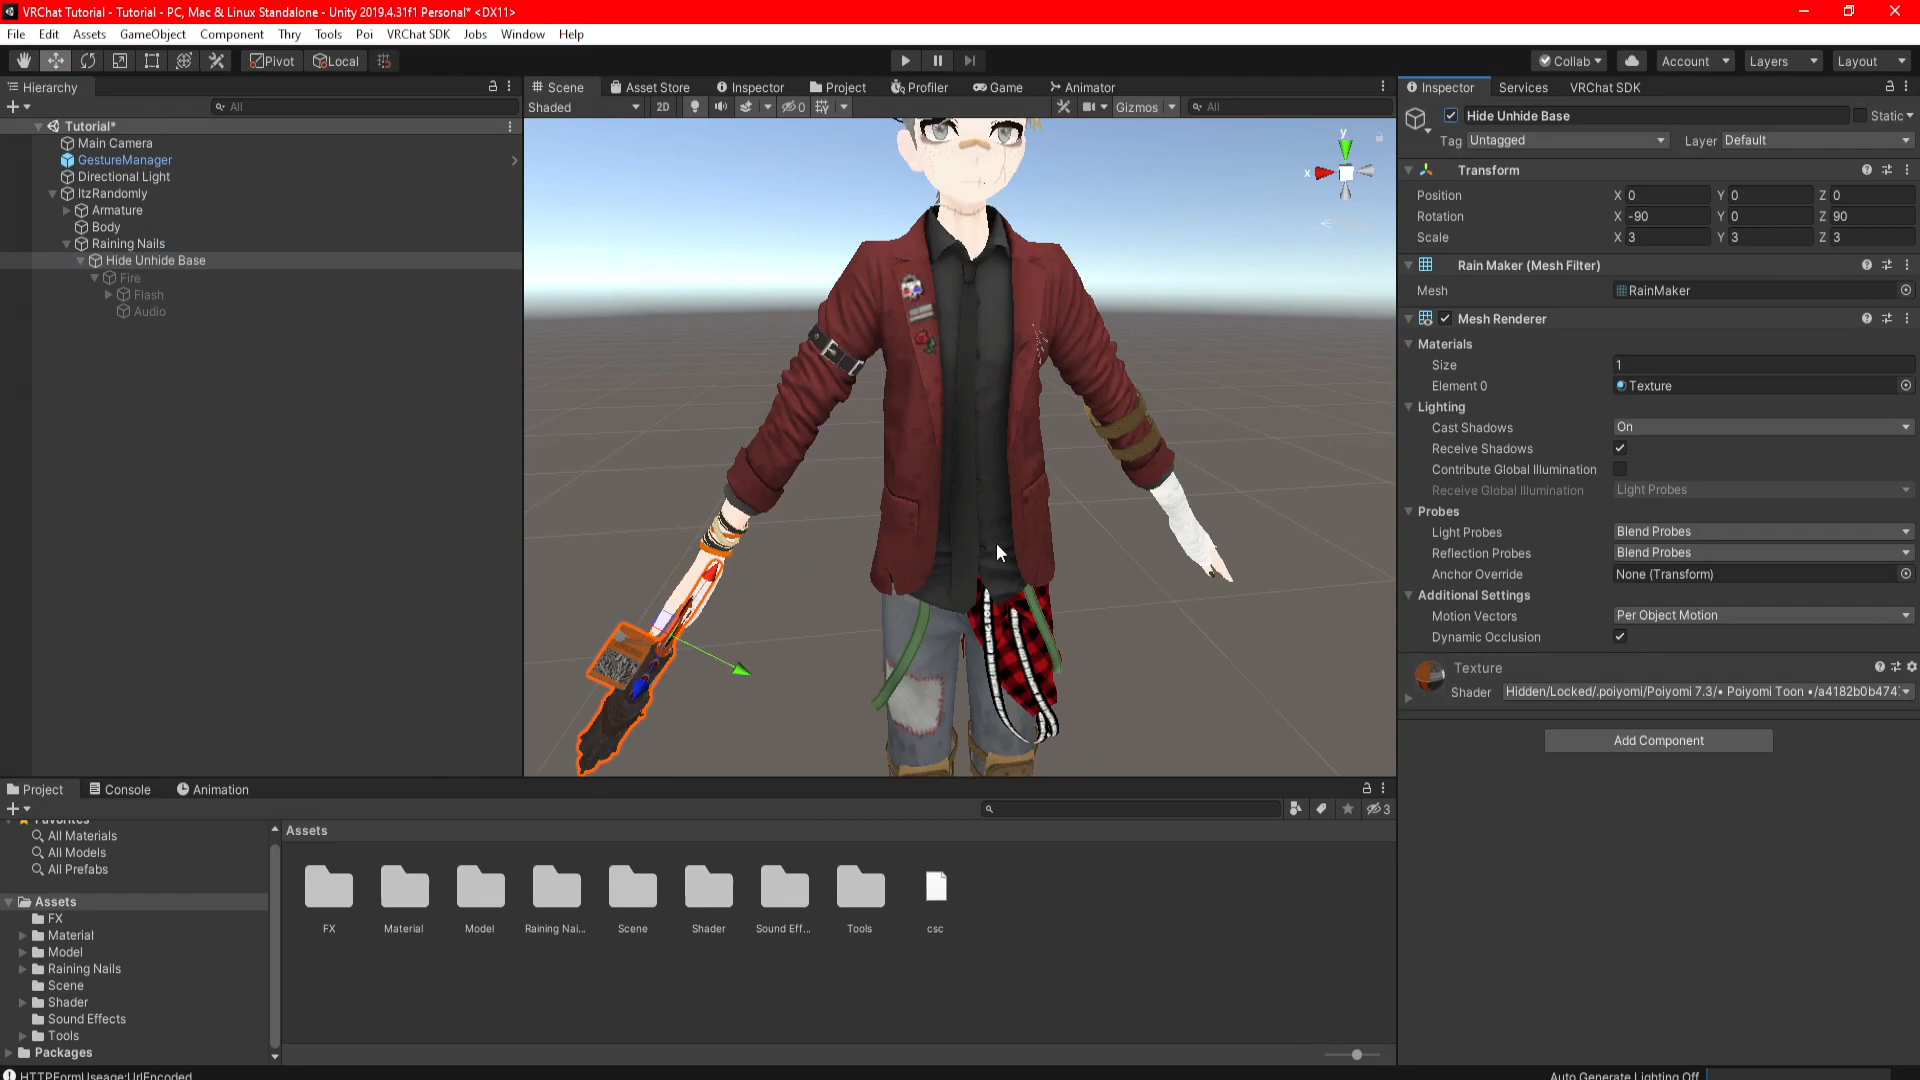 VRChat Tutorial - Tutorial - PC, Mac & Linux Standalone - Unity 2019.4.31f1 Personal* <DX11>
File Edit Assets GameObject Component Thry Tools Poi VRChat SDK Jobs Window Help
Pivot Local Collab Account Layers Layout
Hierarchy
All
Tutorial*
Main Camera
GestureManager
Directional Light
ItzRandomly
Armature
Body
Raining Nails
Hide Unhide Base
Fire
Flash
Audio
Scene Asset Store Inspector Project Profiler Game Animator
Shaded 2D 0 Gizmos All
y
x
Inspector Services VRChat SDK
Hide Unhide Base Static
Tag Untagged Layer Default
Transform
Position X 0 Y 0 Z 0
Rotation X -90 Y 0 Z 90
Scale X 3 Y 3 Z 3
Rain Maker (Mesh Filter)
Mesh RainMaker
Mesh Renderer
Materials
Size 1
Element 0 Texture
Lighting
Cast Shadows On
Receive Shadows
Contribute Global Illumination
Receive Global Illumination Light Probes
Probes
Light Probes Blend Probes
Reflection Probes Blend Probes
Anchor Override None (Transform)
Additional Settings
Motion Vectors Per Object Motion
Dynamic Occlusion
Texture
Shader Hidden/Locked/.poiyomi/Poiyomi 7.3/• Poiyomi Toon •/a4182b0b474
Add Component
Project Console Animation
3
Favorites
All Materials
All Models
All Prefabs
Assets
FX
Material
Model
Raining Nails
Scene
Shader
Sound Effects
Tools
Packages
Assets
FX Material Model Raining Nai... Scene Shader Sound Eff... Tools csc
HTTPFormUseage:UrlEncoded
Auto Generate Lighting Off